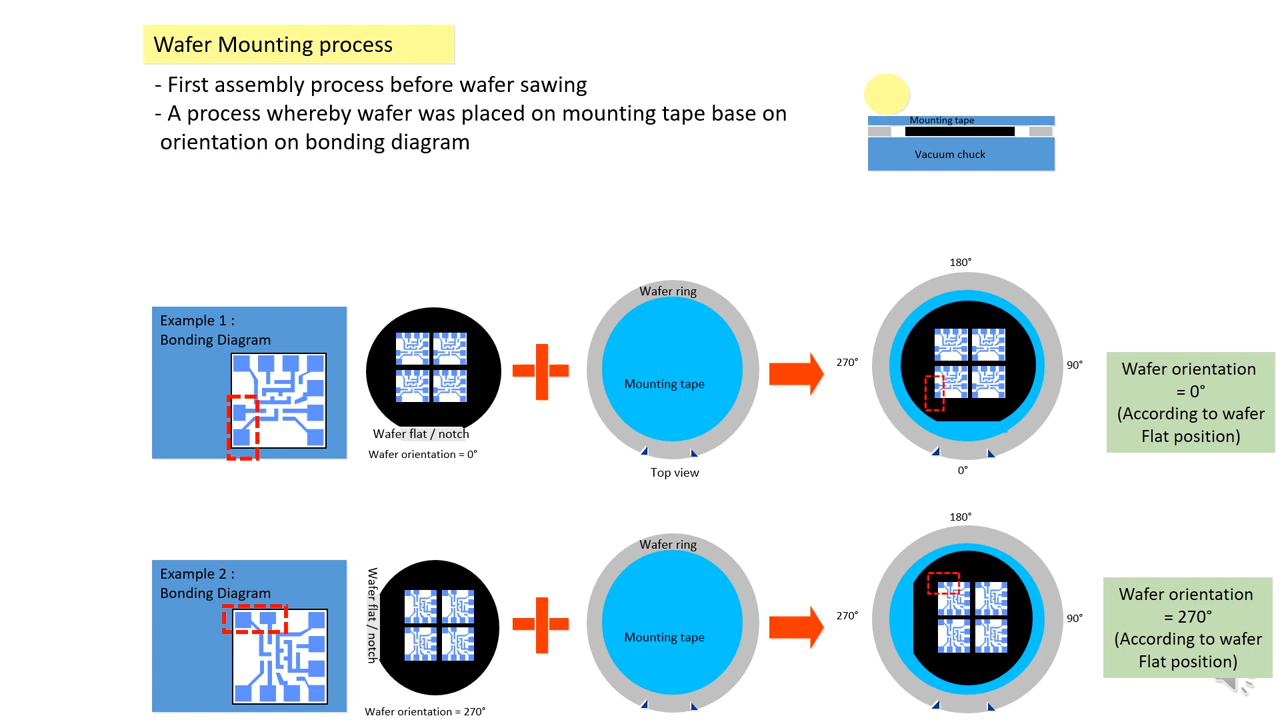 Wafer Mounting process
- First assembly process before wafer sawing
- A process whereby wafer was placed on mounting tape base on
orientation on bonding diagram
Mounting tape
Vacuum chuck
Example 1 :
Bonding Diagram
Wafer flat / notch
Wafer orientation = 0°
Wafer ring
Mounting tape
Top view
180°
270°
90°
0°
Wafer orientation
= 0°
(According to wafer
Flat position)
Example 2 :
Bonding Diagram
Wafer flat / notch
Wafer orientation = 270°
Wafer ring
Mounting tape
180°
270°
90°
Wafer orientation
= 270°
(According to wafer
Flat position)